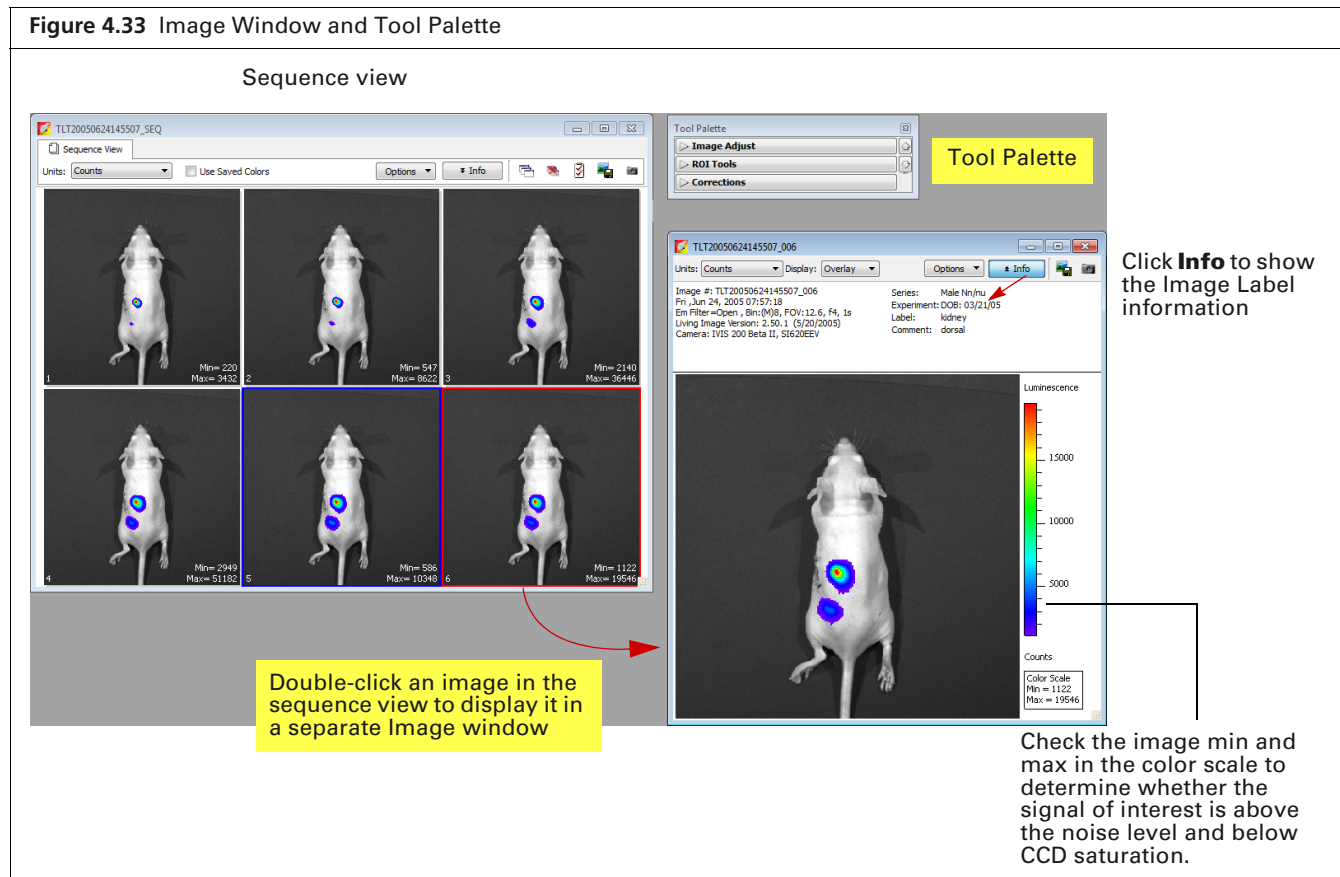 Figure 4.33 Image Window and Tool Palette
Sequence view
TLT20050624145507_SEQ
Sequence View
Units: Counts Use Saved Colors Options Info
Min= 220
1 Max= 3432
Min= 547
2 Max= 8622
Min= 2140
3 Max= 36446
Min= 2949
4 Max= 51182
Min= 586
5 Max= 10348
Min= 1122
6 Max= 19546
Double-click an image in the
sequence view to display it in
a separate Image window
Tool Palette
Image Adjust
ROI Tools
Corrections
Tool Palette
TLT20050624145507_006
Units: Counts Display: Overlay Options Info
Image #: TLT20050624145507_006
Fri ,Jun 24, 2005 07:57:18
Em Filter=Open , Bin:(M)8, FOV:12.6, f4, 1s
Living Image Version: 2.50.1 (5/20/2005)
Camera: IVIS 200 Beta II, SI620EEV
Series: Male Nn/nu
Experiment: DOB: 03/21/05
Label: kidney
Comment: dorsal
Luminescence
15000
10000
5000
Counts
Color Scale
Min = 1122
Max = 19546
Click Info to show
the Image Label
information
Check the image min and
max in the color scale to
determine whether the
signal of interest is above
the noise level and below
CCD saturation.